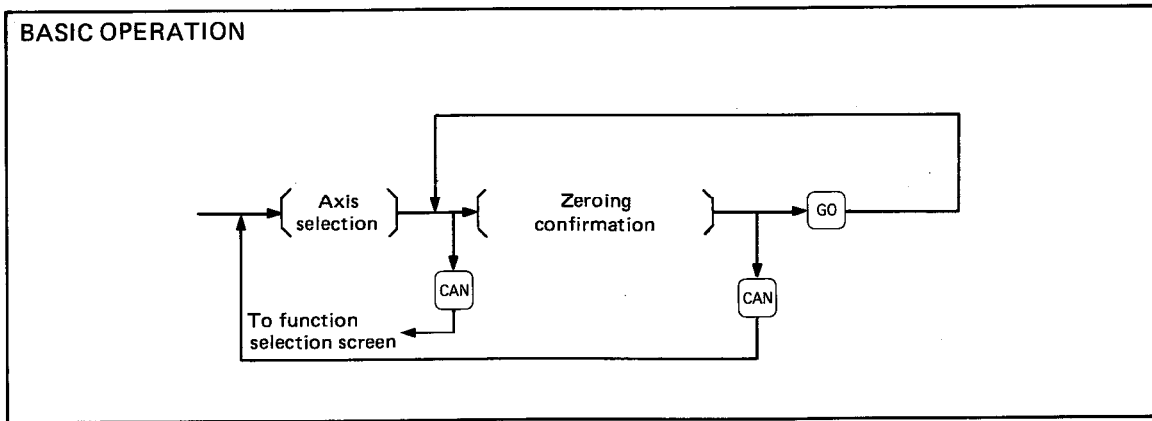 BASIC OPERATION
Axis
selection
Zeroing
confirmation
GO
CAN
CAN
To function
selection screen